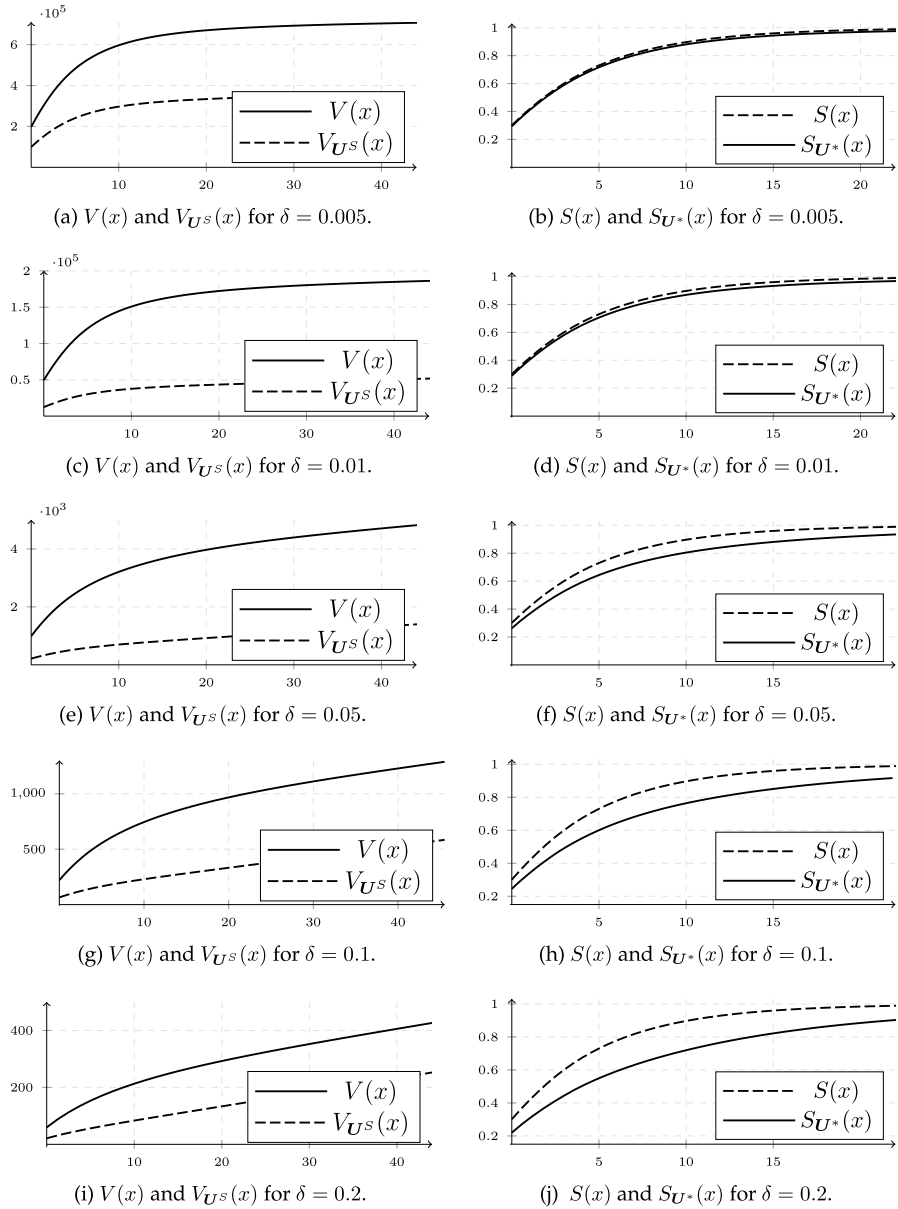 ·10⁵
6
4
2
10 20 30 40
V(x)
V_{U^S}(x)
(a) V(x) and V_{U^S}(x) for δ = 0.005.
1
0.8
0.6
0.4
0.2
5 10 15 20
S(x)
S_{U*}(x)
(b) S(x) and S_{U*}(x) for δ = 0.005.
·10⁵
2
1.5
1
0.5
10 20 30 40
V(x)
V_{U^S}(x)
(c) V(x) and V_{U^S}(x) for δ = 0.01.
1
0.8
0.6
0.4
0.2
5 10 15 20
S(x)
S_{U*}(x)
(d) S(x) and S_{U*}(x) for δ = 0.01.
·10³
4
2
10 20 30 40
V(x)
V_{U^S}(x)
(e) V(x) and V_{U^S}(x) for δ = 0.05.
1
0.8
0.6
0.4
0.2
5 10 15
S(x)
S_{U*}(x)
(f) S(x) and S_{U*}(x) for δ = 0.05.
1,000
500
10 20 30 40
V(x)
V_{U^S}(x)
(g) V(x) and V_{U^S}(x) for δ = 0.1.
1
0.8
0.6
0.4
0.2
5 10 15
S(x)
S_{U*}(x)
(h) S(x) and S_{U*}(x) for δ = 0.1.
400
200
10 20 30 40
V(x)
V_{U^S}(x)
(i) V(x) and V_{U^S}(x) for δ = 0.2.
1
0.8
0.6
0.4
0.2
5 10 15
S(x)
S_{U*}(x)
(j) S(x) and S_{U*}(x) for δ = 0.2.